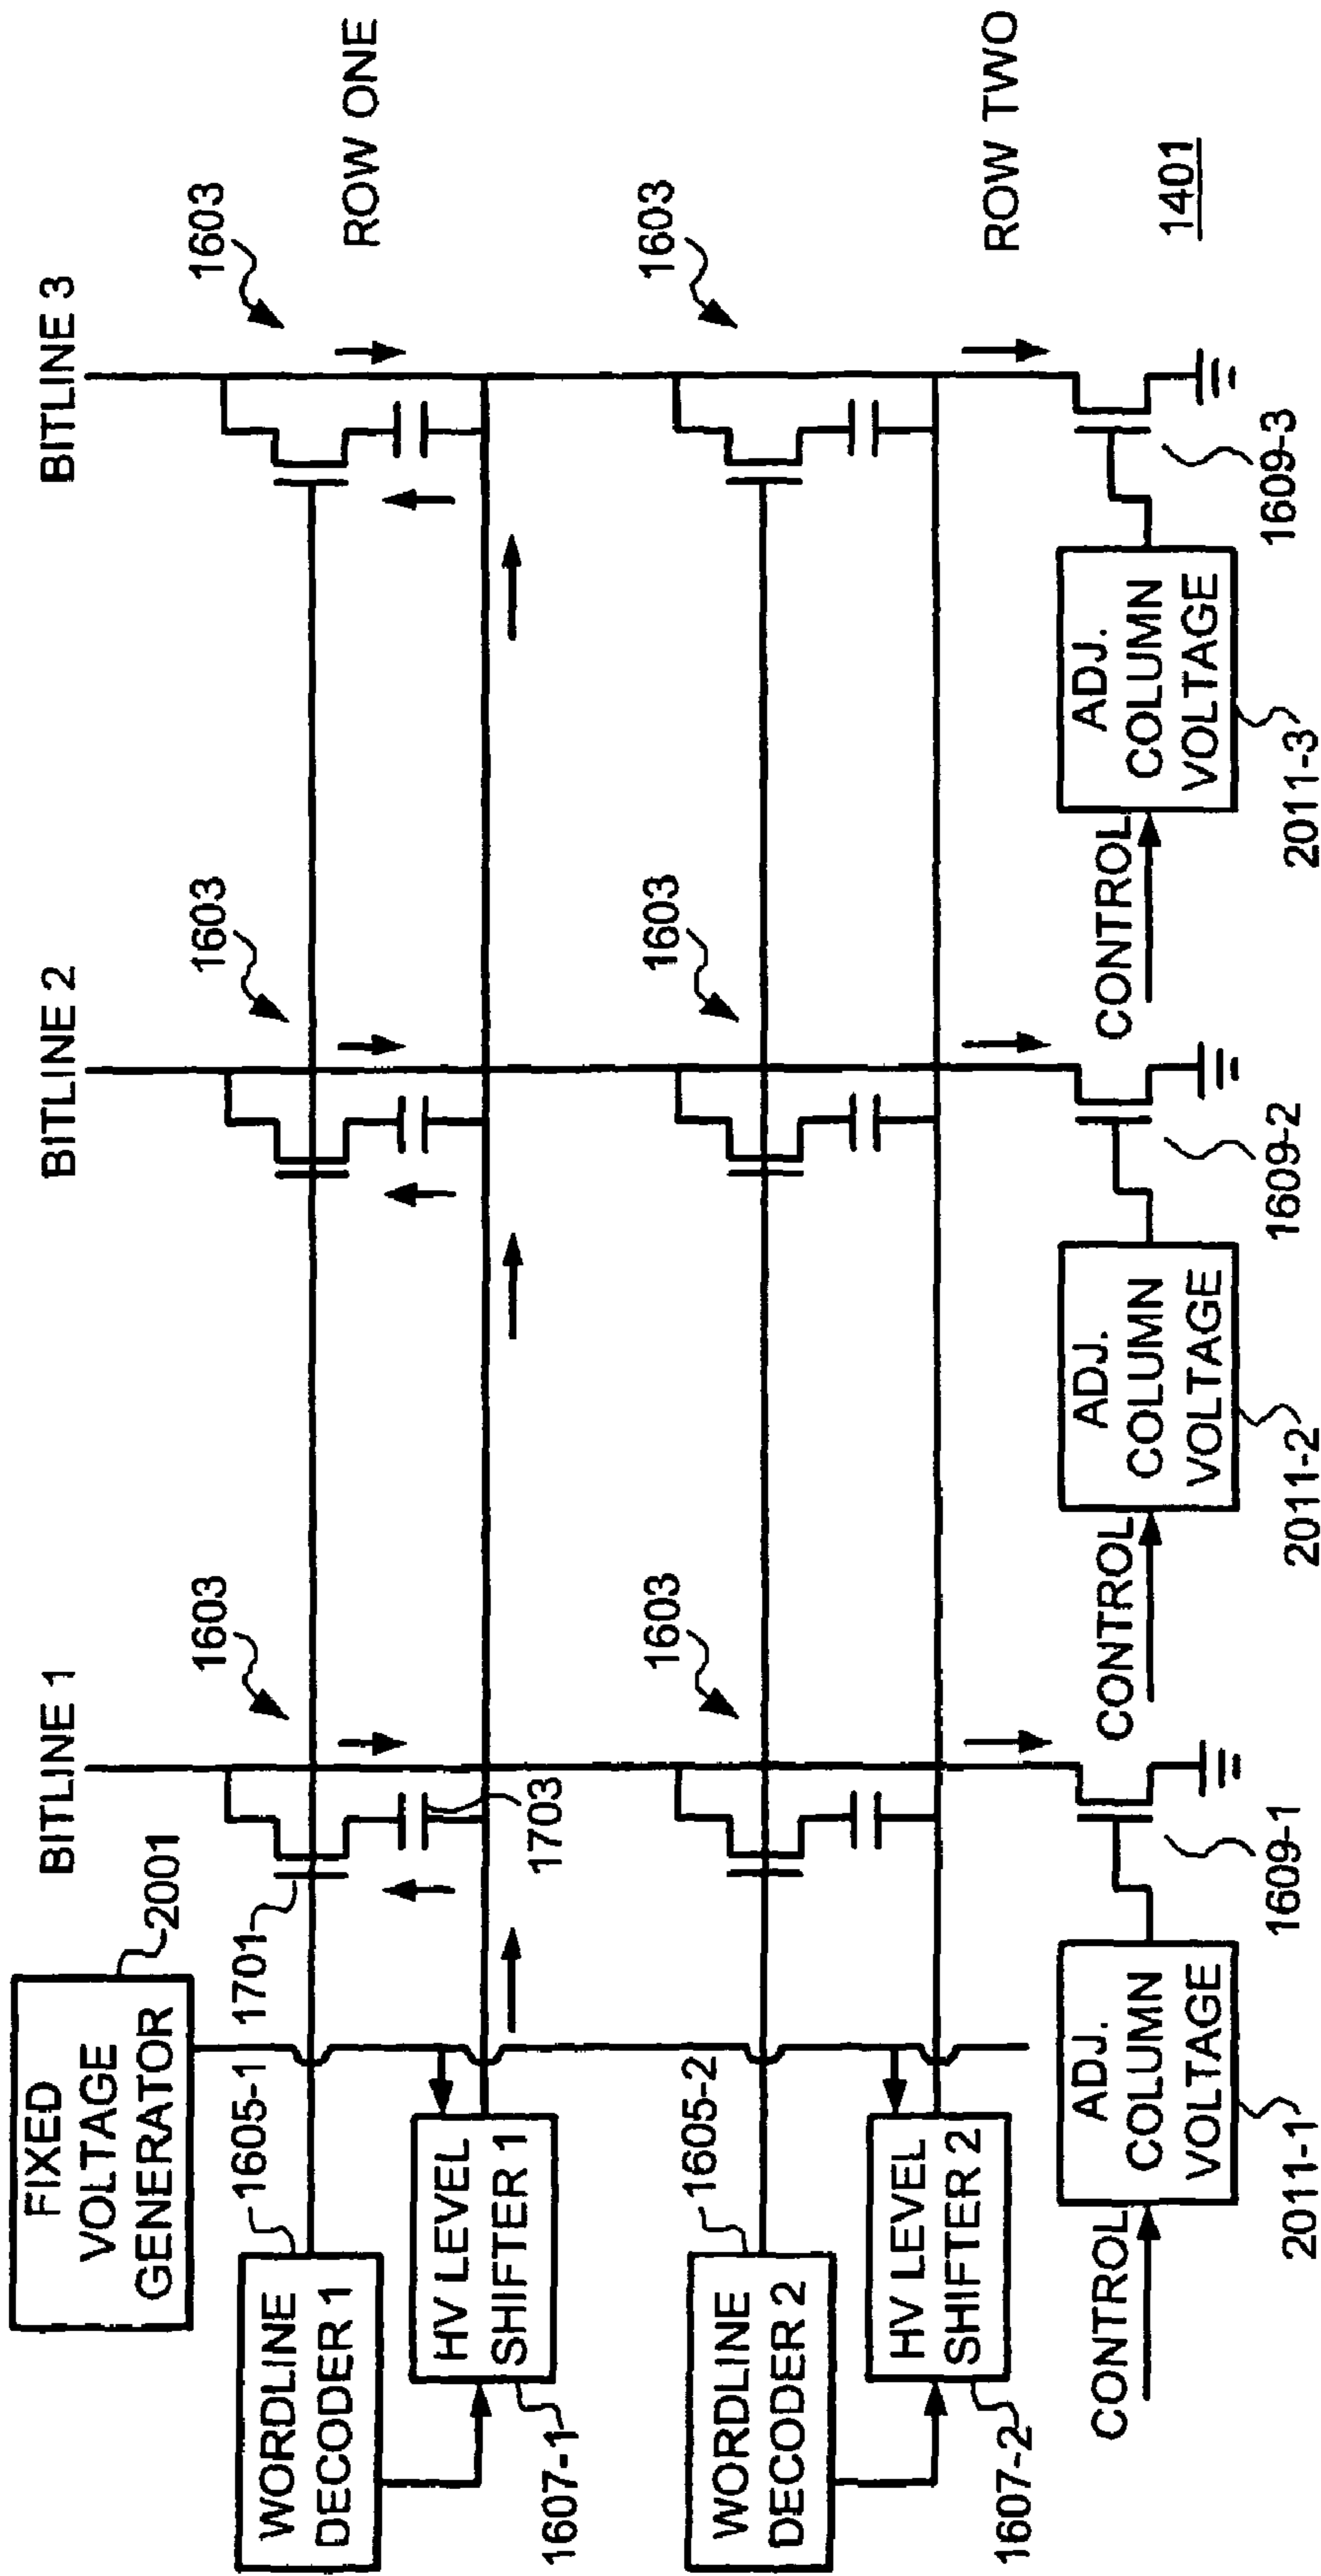 FIXED
VOLTAGE
GENERATOR
2001
BITLINE 1
BITLINE 2
BITLINE 3
1701
1603
1603
1603
1605-1
WORDLINE
DECODER 1
ROW ONE
HV LEVEL
SHIFTER 1
1703
1607-1
1605-2
1603
1603
1603
WORDLINE
DECODER 2
HV LEVEL
SHIFTER 2
1607-2
ROW TWO
CONTROL
ADJ.
COLUMN
VOLTAGE
2011-1
1609-1
CONTROL
ADJ.
COLUMN
VOLTAGE
2011-2
1609-2
CONTROL
ADJ.
COLUMN
VOLTAGE
2011-3
1609-3
1401